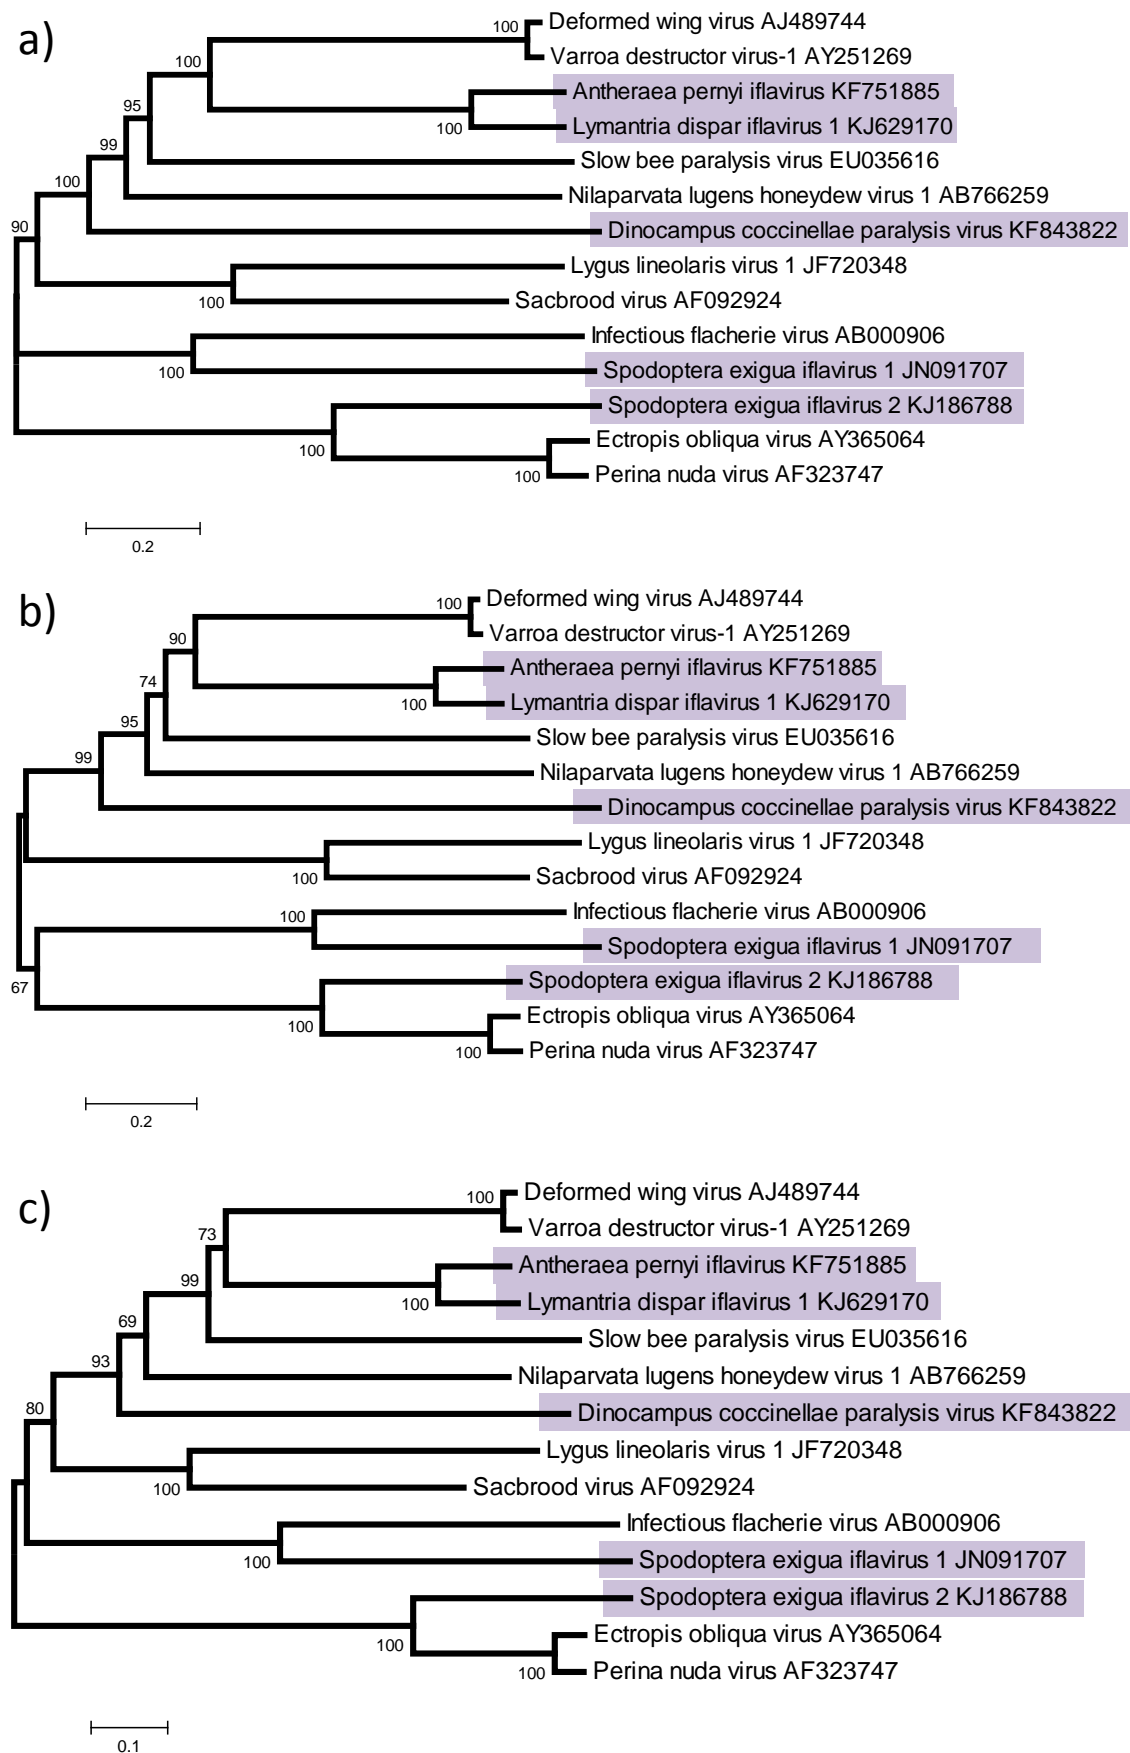 a)
100 Deformed wing virus AJ489744
Varroa destructor virus-1 AY251269
100
Antheraea pernyi iflavirus KF751885
95
100 Lymantria dispar iflavirus 1 KJ629170
99
Slow bee paralysis virus EU035616
100
Nilaparvata lugens honeydew virus 1 AB766259
90
Dinocampus coccinellae paralysis virus KF843822
Lygus lineolaris virus 1 JF720348
100
Sacbrood virus AF092924
Infectious flacherie virus AB000906
100
Spodoptera exigua iflavirus 1 JN091707
Spodoptera exigua iflavirus 2 KJ186788
100
Ectropis obliqua virus AY365064
100
Perina nuda virus AF323747
0.2
b)
100 Deformed wing virus AJ489744
Varroa destructor virus-1 AY251269
90
Antheraea pernyi iflavirus KF751885
74
100 Lymantria dispar iflavirus 1 KJ629170
95
Slow bee paralysis virus EU035616
99
Nilaparvata lugens honeydew virus 1 AB766259
Dinocampus coccinellae paralysis virus KF843822
Lygus lineolaris virus 1 JF720348
100
Sacbrood virus AF092924
100
Infectious flacherie virus AB000906
Spodoptera exigua iflavirus 1 JN091707
67
Spodoptera exigua iflavirus 2 KJ186788
100
Ectropis obliqua virus AY365064
100
Perina nuda virus AF323747
0.2
c)
100 Deformed wing virus AJ489744
Varroa destructor virus-1 AY251269
73
Antheraea pernyi iflavirus KF751885
99
100 Lymantria dispar iflavirus 1 KJ629170
69
Slow bee paralysis virus EU035616
93
Nilaparvata lugens honeydew virus 1 AB766259
80
Dinocampus coccinellae paralysis virus KF843822
Lygus lineolaris virus 1 JF720348
100
Sacbrood virus AF092924
Infectious flacherie virus AB000906
100
Spodoptera exigua iflavirus 1 JN091707
Spodoptera exigua iflavirus 2 KJ186788
100
Ectropis obliqua virus AY365064
100
Perina nuda virus AF323747
0.1